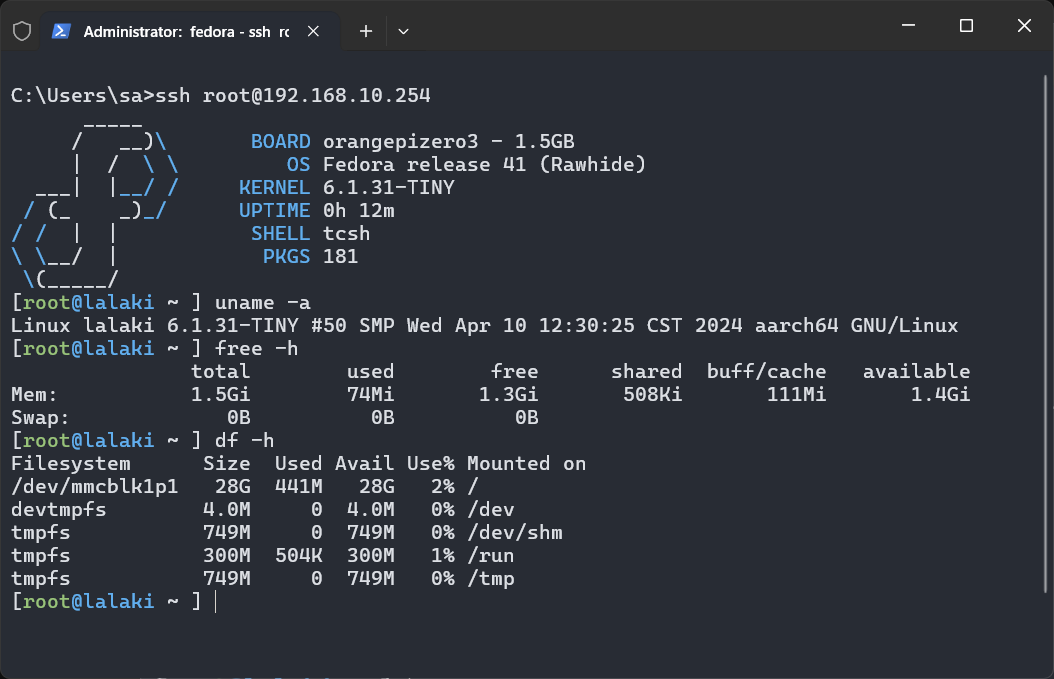 Administrator: fedora - ssh
C:\Users\sa>ssh root@192.168.10.254
BOARD orangepizero3 - 1.5GB
OS Fedora release 41 (Rawhide)
KERNEL 6.1.31-TINY
UPTIME 0h 12m
SHELL tcsh
PKGS 181
[root@lalaki ~ ] uname -a
Linux lalaki 6.1.31-TINY #50 SMP Wed Apr 10 12:30:25 CST 2024 aarch64 GNU/Linux
[root@lalaki ~ ] free -h
total used free shared buff/cache available
Mem: 1.5Gi 74Mi 1.3Gi 508Ki 111Mi 1.4Gi
Swap: 0B 0B 0B
[root@lalaki ~ ] df -h
Filesystem Size Used Avail Use% Mounted on
/dev/mmcblk1p1 28G 441M 28G 2% /
devtmpfs 4.0M 0 4.0M 0% /dev
tmpfs 749M 0 749M 0% /dev/shm
tmpfs 300M 504K 300M 1% /run
tmpfs 749M 0 749M 0% /tmp
[root@lalaki ~ ]